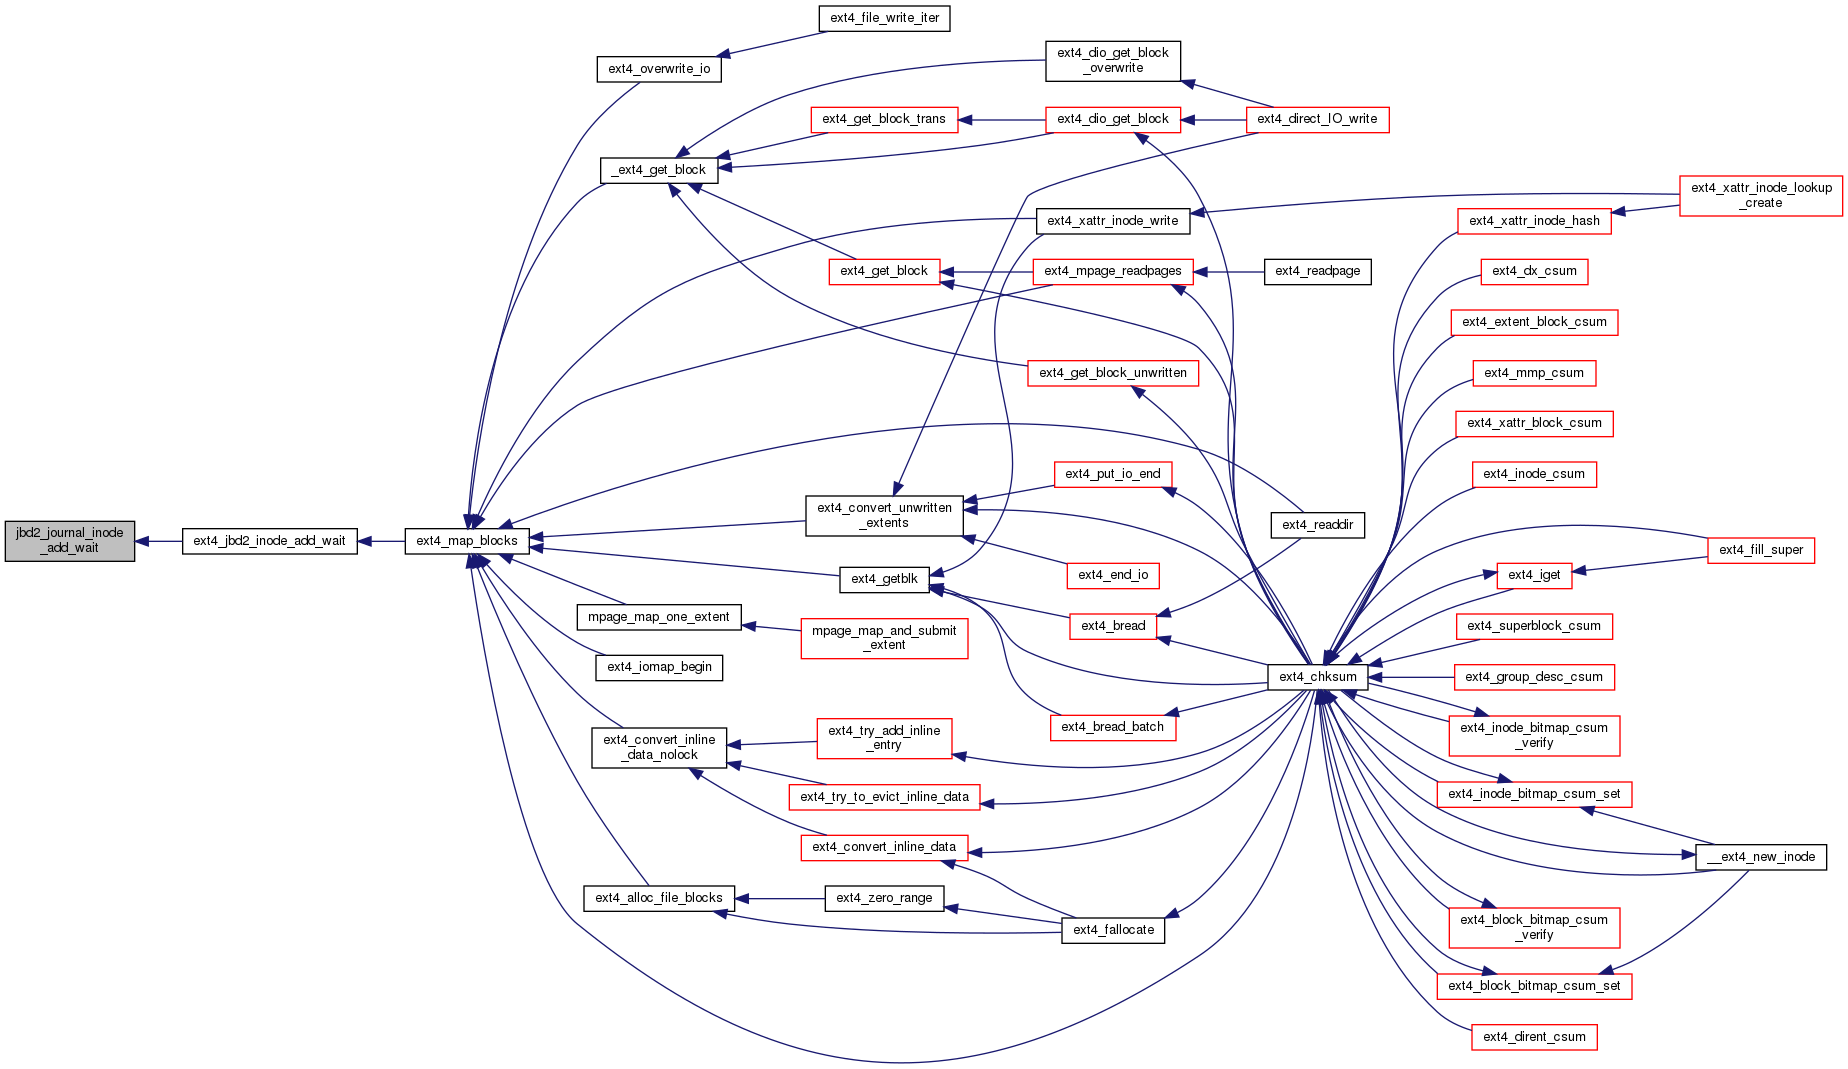 ext4_file_write_iter
ext4_overwrite_io
ext4_dio_get_block
_overwrite
ext4_get_block_trans
ext4_dio_get_block
ext4_direct_IO_write
_ext4_get_block
ext4_xattr_inode_lookup
_create
ext4_xattr_inode_write
ext4_xattr_inode_hash
ext4_get_block
ext4_mpage_readpages
ext4_readpage
ext4_dx_csum
ext4_extent_block_csum
ext4_get_block_unwritten
ext4_mmp_csum
ext4_xattr_block_csum
ext4_put_io_end
ext4_inode_csum
ext4_convert_unwritten
_extents
ext4_readdir
jbd2_journal_inode
_add_wait
ext4_jbd2_inode_add_wait
ext4_map_blocks
ext4_fill_super
ext4_getblk
ext4_end_io
ext4_iget
mpage_map_one_extent
mpage_map_and_submit
_extent
ext4_bread
ext4_superblock_csum
ext4_iomap_begin
ext4_chksum
ext4_group_desc_csum
ext4_convert_inline
_data_nolock
ext4_try_add_inline
_entry
ext4_bread_batch
ext4_inode_bitmap_csum
_verify
ext4_try_to_evict_inline_data
ext4_inode_bitmap_csum_set
ext4_convert_inline_data
__ext4_new_inode
ext4_alloc_file_blocks
ext4_zero_range
ext4_fallocate
ext4_block_bitmap_csum
_verify
ext4_block_bitmap_csum_set
ext4_dirent_csum